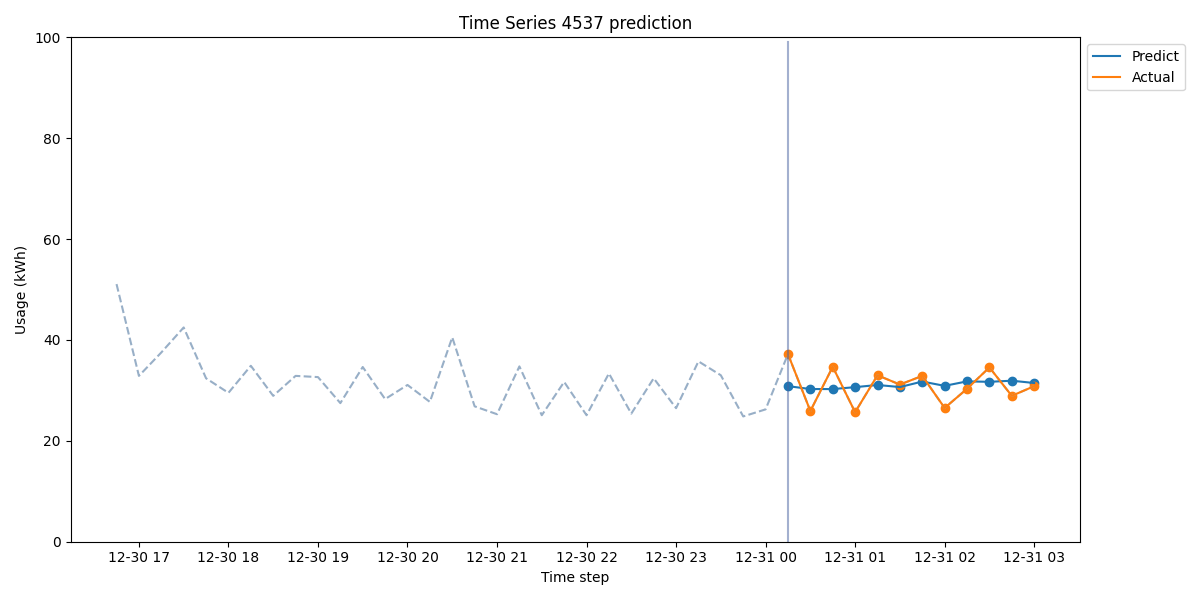 Time Series 4537 prediction
100
80
60
40
20
0
Usage (kWh)
12-30 17 12-30 18 12-30 19 12-30 20 12-30 21 12-30 22 12-30 23 12-31 00 12-31 01 12-31 02 12-31 03
Time step
Predict
Actual